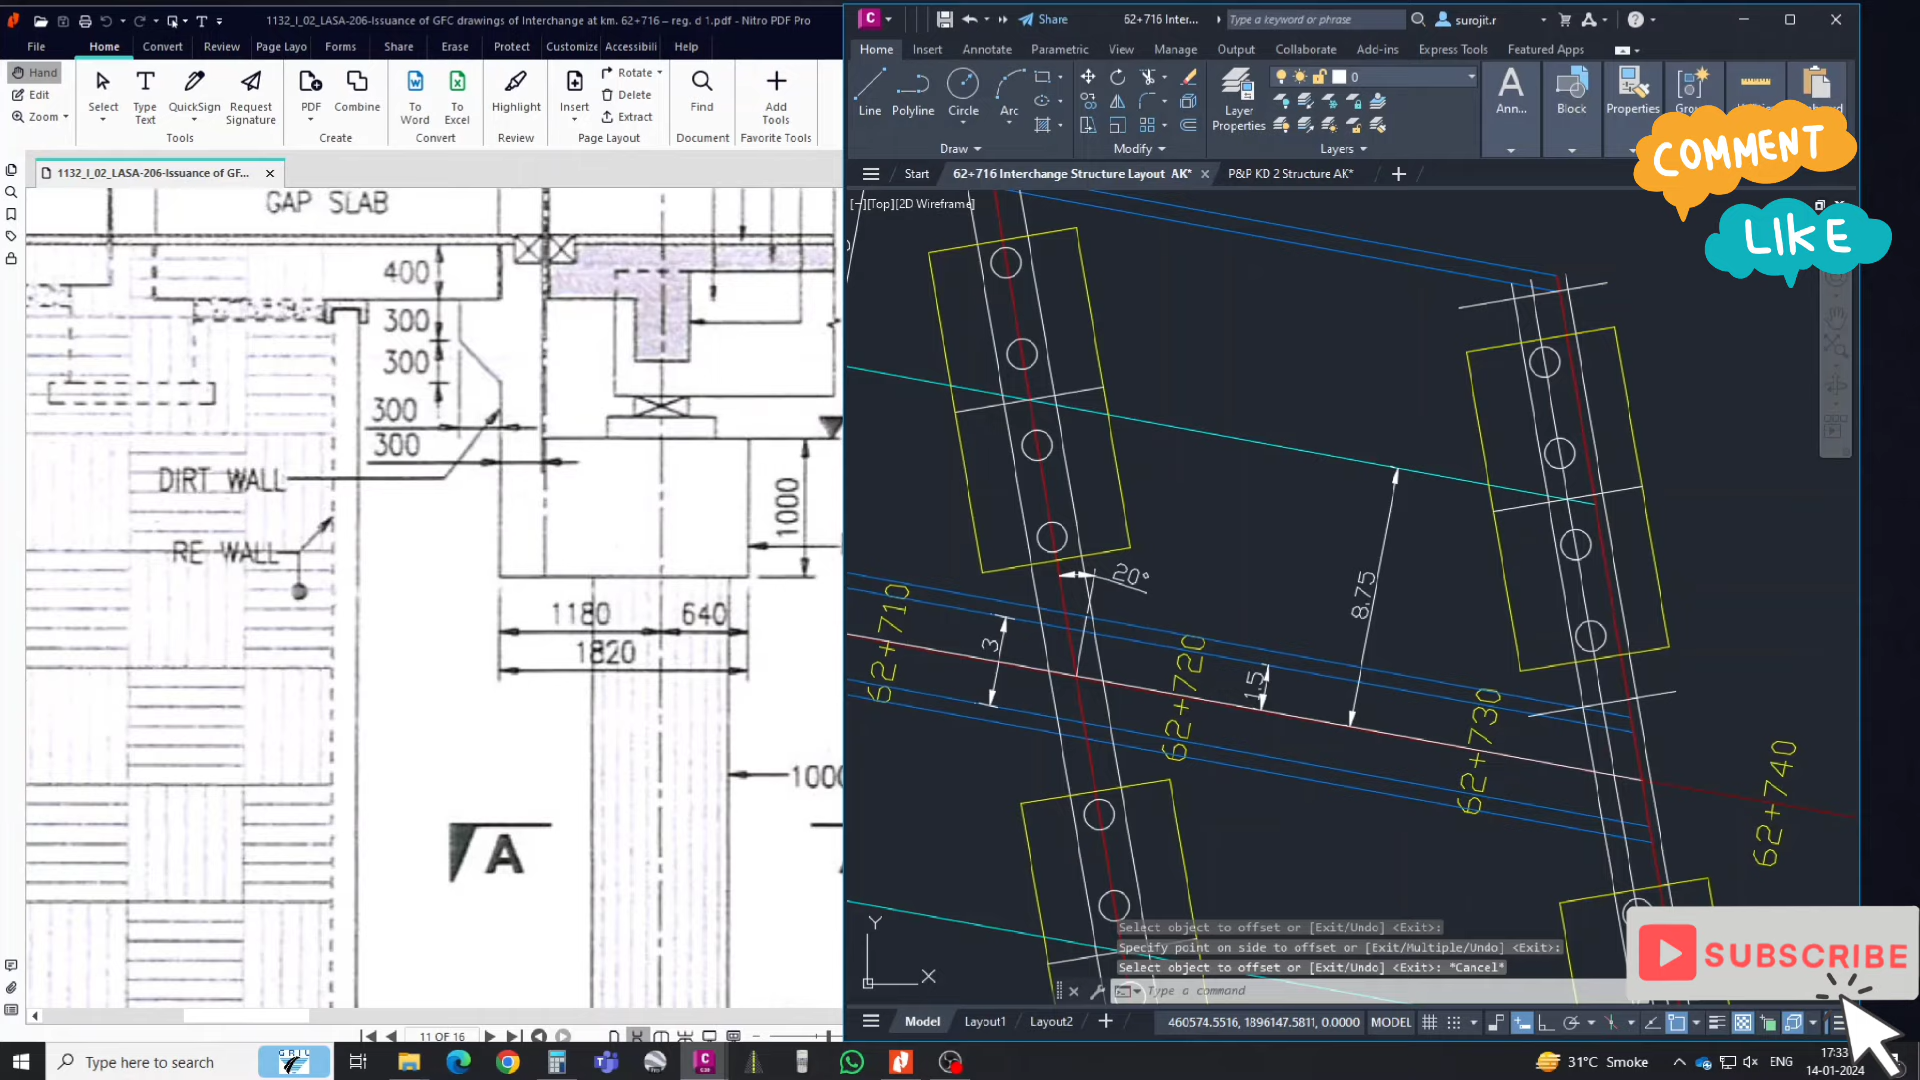 1132_I_02_LASA-206-Issuance of GFC drawings of Interchange at km. 62+716 – reg. d 1.pdf - Nitro PDF Pro
File Home Convert Review Page Layo Forms Share Erase Protect Customize Accessibili Help
Hand
Edit
Zoom
Select
Type Text
QuickSign
Request Signature
Tools
PDF
Combine
Create
To Word
To Excel
Convert
Highlight
Review
Insert
Rotate
Delete
Extract
Page Layout
Find
Document
Add Tools
Favorite Tools
1132_I_02_LASA-206-Issuance of GF...
GAP SLAB
400
300
300
300
300
DIRT WALL
RE WALL
1000
1180
640
1820
1000
A
11 OF 16
Share
62+716 Inter...
Type a keyword or phrase
surojit.r
Home Insert Annotate Parametric View Manage Output Collaborate Add-ins Express Tools Featured Apps
Line
Polyline
Circle
Arc
Draw
Modify
Layer Properties
0
Layers
Ann...
Block
Properties
COMMENT
LIKE
Start
62+716 Interchange Structure Layout AK*
P&P KD 2 Structure AK*
[−][Top][2D Wireframe]
20°
8.75
3
1.5
62+710
62+720
62+730
62+740
Y
X
Select object to offset or [Exit/Undo] <Exit>:
Specify point on side to offset or [Exit/Multiple/Undo] <Exit>:
Select object to offset or [Exit/Undo] <Exit>: *Cancel*
Type a command
SUBSCRIBE
Model
Layout1
Layout2
460574.5516, 1896147.5811, 0.0000
MODEL
Type here to search
31°C Smoke
ENG
17:33
14-01-2024